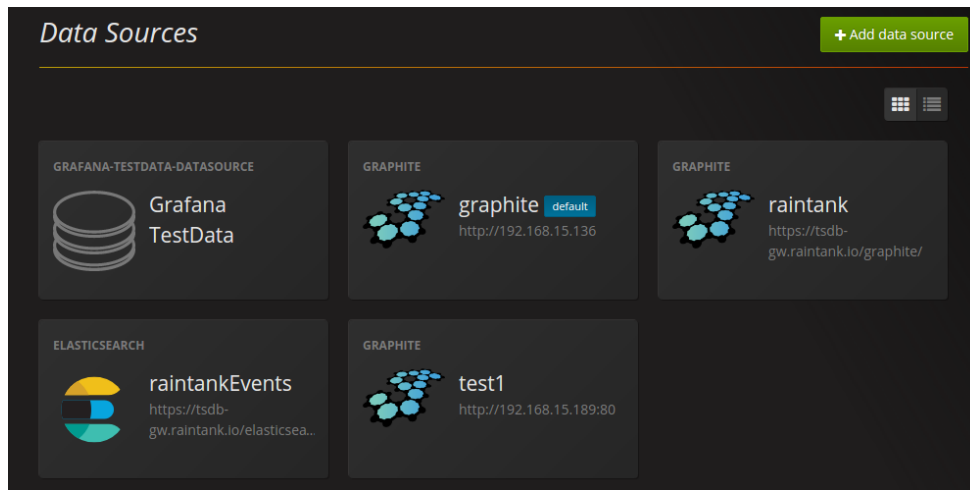 Data Sources
+ Add data source
GRAFANA-TESTDATA-DATASOURCE
Grafana
TestData
GRAPHITE
graphite default
http://192.168.15.136
GRAPHITE
raintank
https://tsdb-
gw.raintank.io/graphite/
ELASTICSEARCH
raintankEvents
https://tsdb-
gw.raintank.io/elasticsea...
GRAPHITE
test1
http://192.168.15.189:80